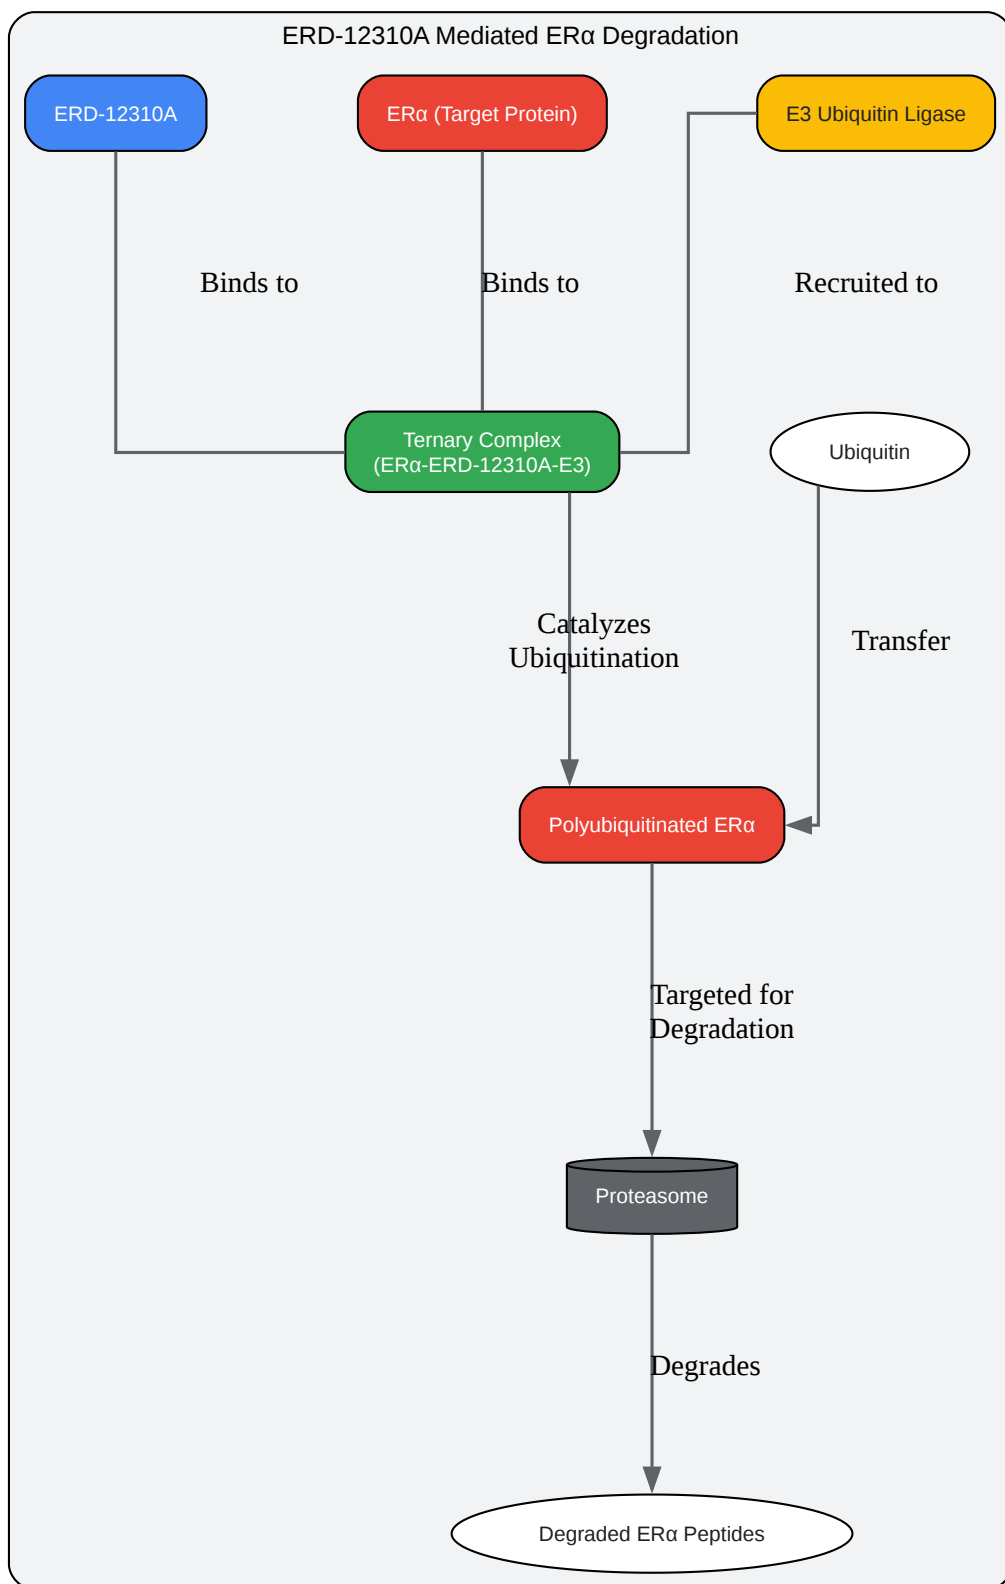 ERD-12310A Mediated ERα Degradation
ERD-12310A
ERα (Target Protein)
E3 Ubiquitin Ligase
Binds to
Binds to
Recruited to
Ternary Complex
(ERα-ERD-12310A-E3)
Ubiquitin
Catalyzes
Ubiquitination
Transfer
Polyubiquitinated ERα
Targeted for
Degradation
Proteasome
Degrades
Degraded ERα Peptides